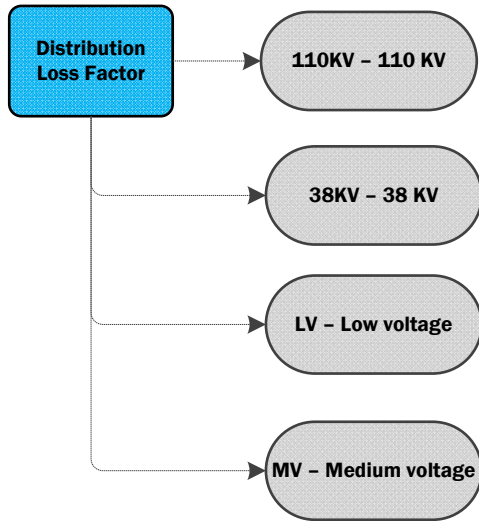 Distribution
Loss Factor
110KV – 110 KV
38KV – 38 KV
LV – Low voltage
MV – Medium voltage